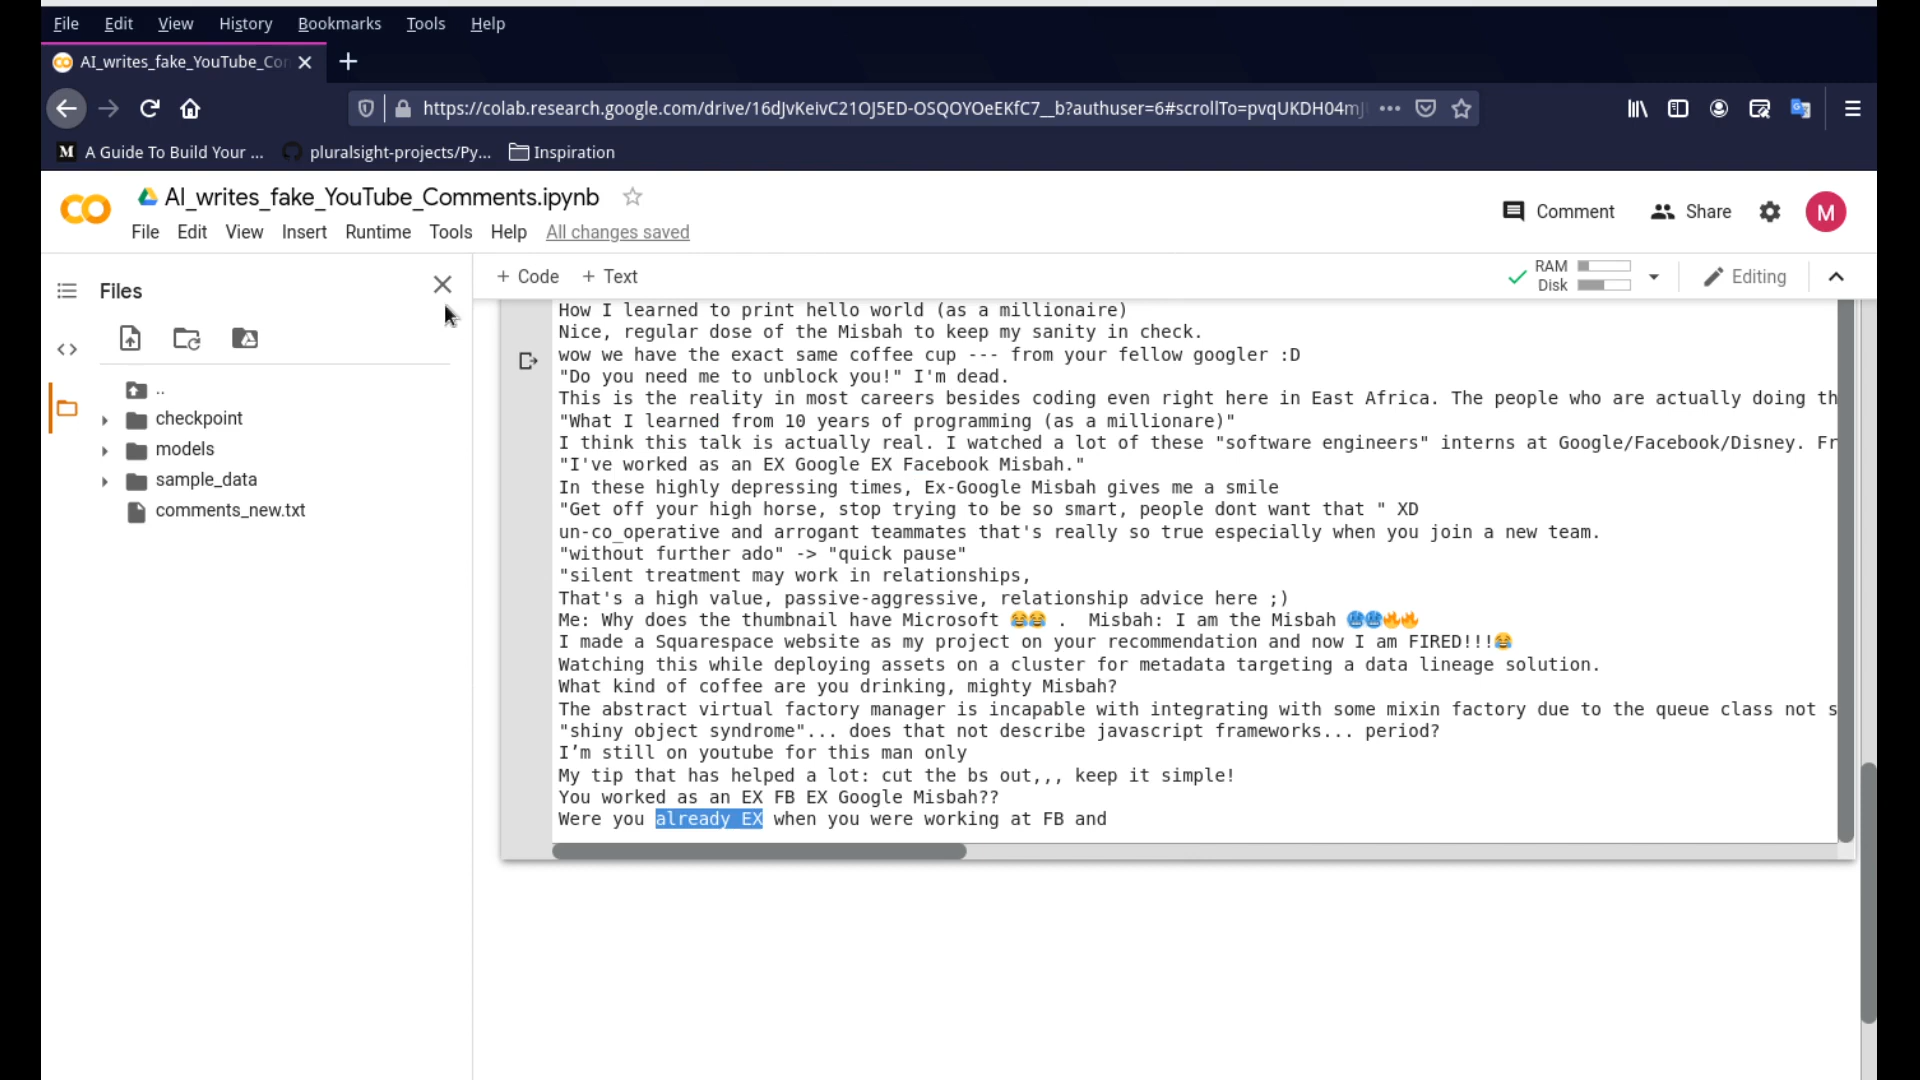 File Edit View History Bookmarks Tools Help
AI_writes_fake_YouTube_Co
https://colab.research.google.com/drive/16dJvKeivC21OJ5ED-OSQOYOeEKfC7__b?authuser=6#scrollTo=pvqUKDH04m
M A Guide To Build Your ... pluralsight-projects/Py... Inspiration
AI_writes_fake_YouTube_Comments.ipynb
Comment Share M
File Edit View Insert Runtime Tools Help All changes saved
Files
+ Code + Text
RAM
Disk
Editing
..
checkpoint
models
sample_data
comments_new.txt
How I learned to print hello world (as a millionaire)
Nice, regular dose of the Misbah to keep my sanity in check.
wow we have the exact same coffee cup --- from your fellow googler :D
"Do you need me to unblock you!" I'm dead.
This is the reality in most careers besides coding even right here in East Africa. The people who are actually doing th
"What I learned from 10 years of programming (as a millionare)"
I think this talk is actually real. I watched a lot of these "software engineers" interns at Google/Facebook/Disney. Fr
"I've worked as an EX Google EX Facebook Misbah."
In these highly depressing times, Ex-Google Misbah gives me a smile
"Get off your high horse, stop trying to be so smart, people dont want that " XD
un-co_operative and arrogant teammates that's really so true especially when you join a new team.
"without further ado" -> "quick pause"
"silent treatment may work in relationships,
That's a high value, passive-aggressive, relationship advice here ;)
Me: Why does the thumbnail have Microsoft 😂😂 . Misbah: I am the Misbah 🥶🥶🔥🔥
I made a Squarespace website as my project on your recommendation and now I am FIRED!!!😂
Watching this while deploying assets on a cluster for metadata targeting a data lineage solution.
What kind of coffee are you drinking, mighty Misbah?
The abstract virtual factory manager is incapable with integrating with some mixin factory due to the queue class not s
"shiny object syndrome"... does that not describe javascript frameworks... period?
I’m still on youtube for this man only
My tip that has helped a lot: cut the bs out,,, keep it simple!
You worked as an EX FB EX Google Misbah??
Were you already EX when you were working at FB and